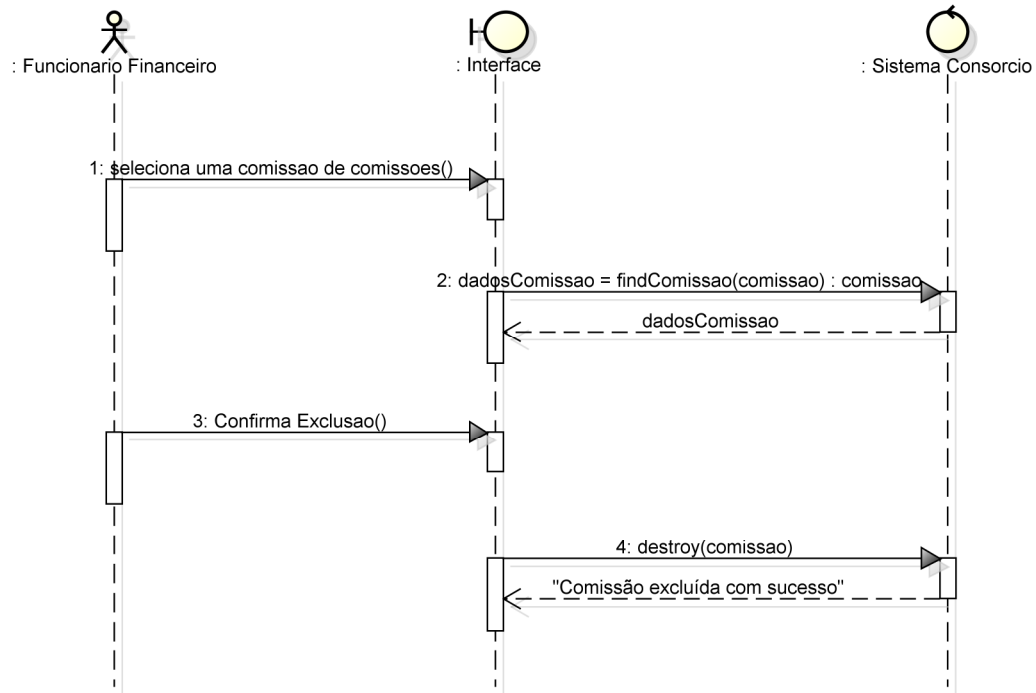 : Funcionario Financeiro
: Interface
: Sistema Consorcio
1: seleciona uma comissao de comissoes()
2: dadosComissao = findComissao(comissao) : comissao
dadosComissao
3: Confirma Exclusao()
4: destroy(comissao)
"Comissão excluída com sucesso"